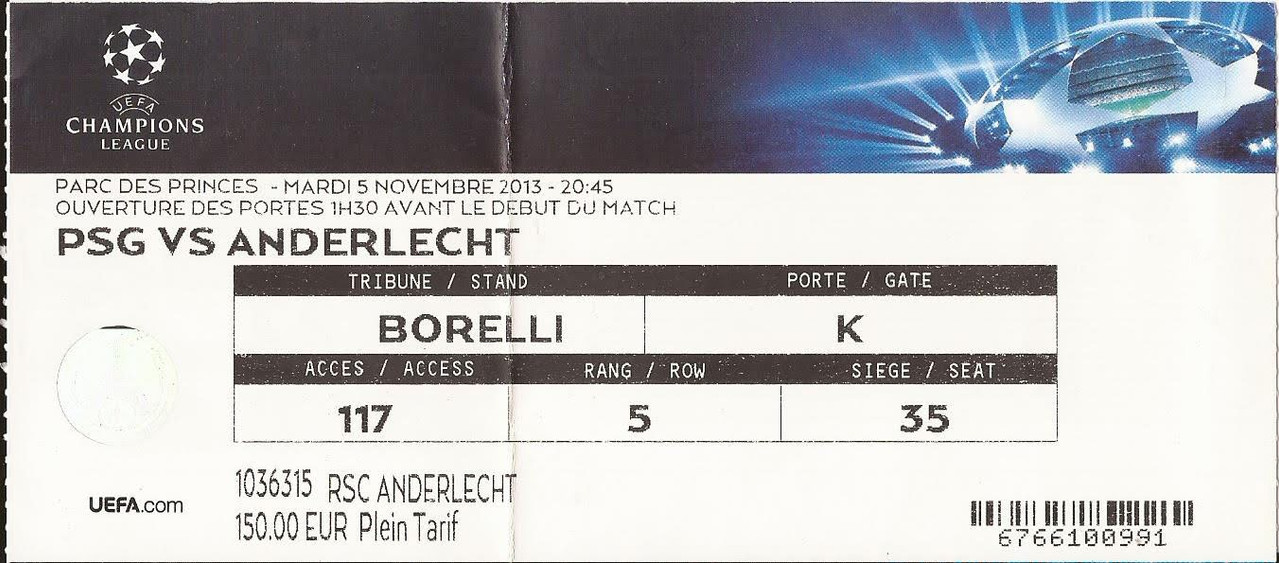 UEFA
CHAMPIONS
LEAGUE
PARC DES PRINCES - MARDI 5 NOVEMBRE 2013 - 20:45
OUVERTURE DES PORTES 1H30 AVANT LE DEBUT DU MATCH
PSG VS ANDERLECHT
TRIBUNE / STAND PORTE / GATE
BORELLI K
ACCES / ACCESS RANG / ROW SIEGE / SEAT
117 5 35
1036315 RSC ANDERLECHT
150.00 EUR Plein Tarif
UEFA.com
6766100991